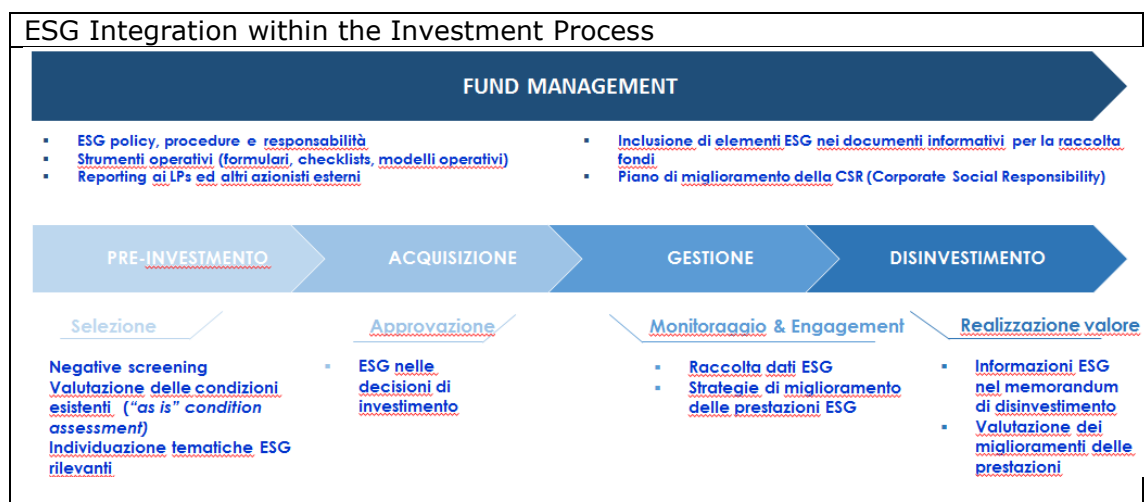 ESG Integration within the Investment Process
FUND MANAGEMENT
▪ ESG policy, procedure e responsabilità
▪ Strumenti operativi (formulari, checklists, modelli operativi)
▪ Reporting ai LPs ed altri azionisti esterni
▪ Inclusione di elementi ESG nei documenti informativi per la raccolta
fondi
▪ Piano di miglioramento della CSR (Corporate Social Responsibility)
PRE-INVESTMENTO
ACQUISIZIONE
GESTIONE
DISINVESTIMENTO
Selezione
Negative screening
Valutazione delle condizioni
esistenti ("as is" condition
assessment)
Individuazione tematiche ESG
rilevanti
Approvazione
▪ ESG nelle
decisioni di
investimento
Monitoraggio & Engagement
▪ Raccolta dati ESG
▪ Strategie di miglioramento
delle prestazioni ESG
Realizzazione valore
▪ Informazioni ESG
nel memorandum
di disinvestimento
▪ Valutazione dei
miglioramenti delle
prestazioni